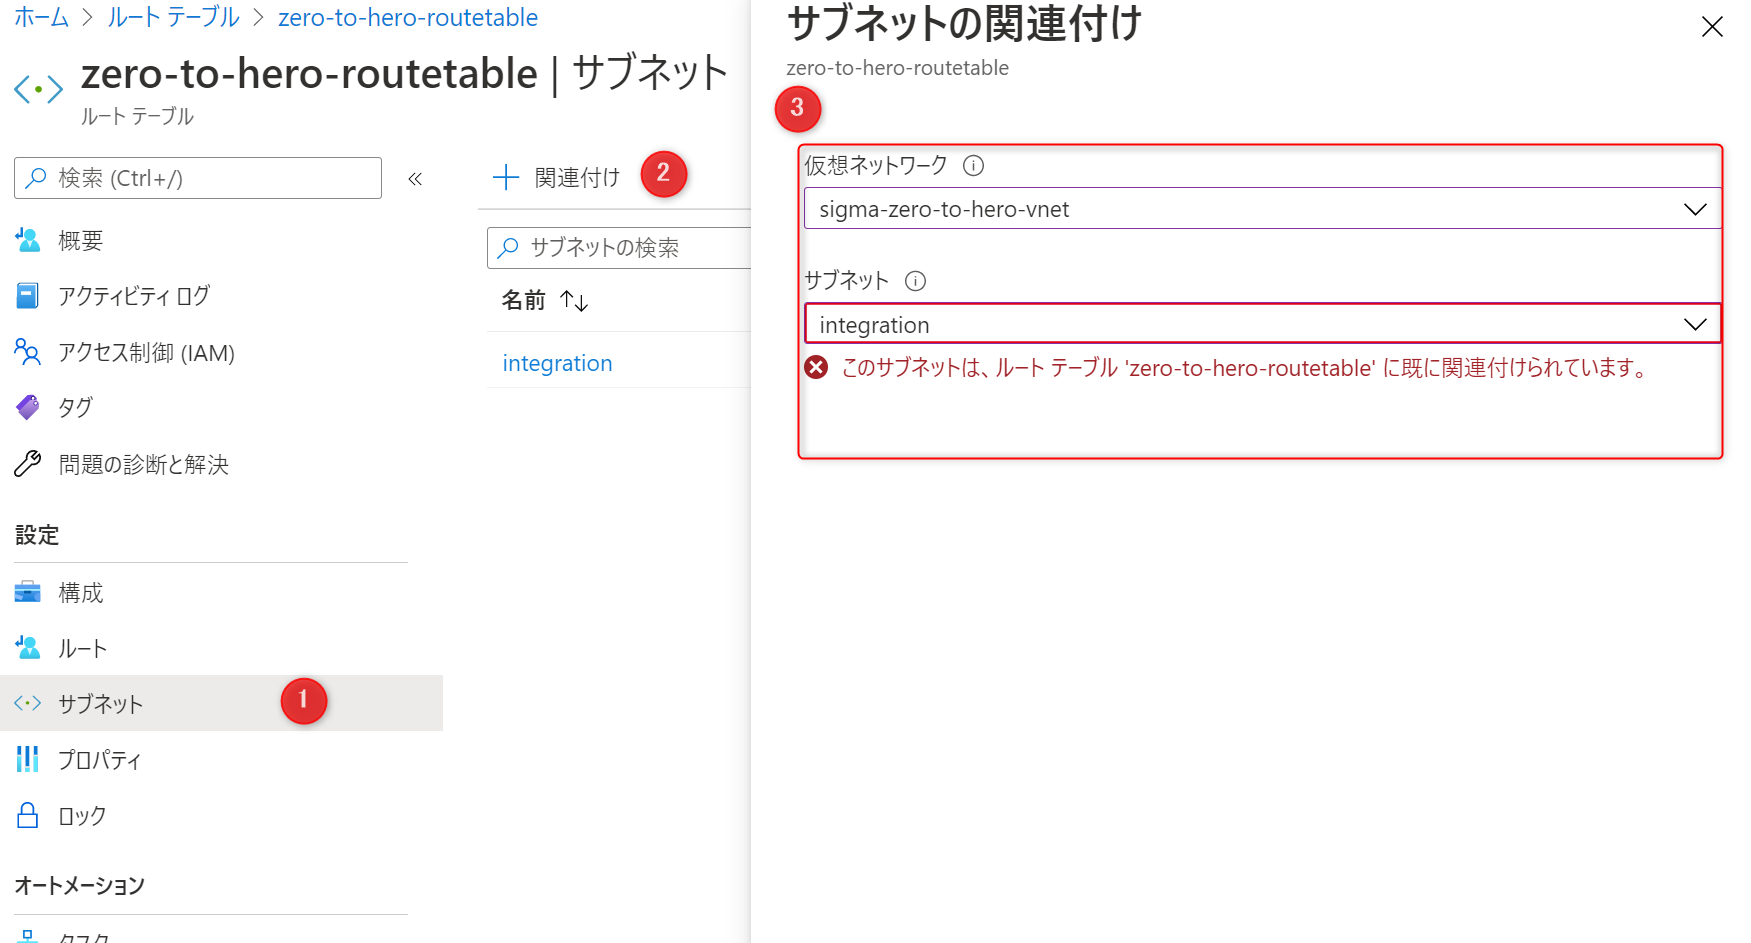 ホーム > ルート テーブル > zero-to-hero-routetable
zero-to-hero-routetable | サブネット
ルート テーブル
検索 (Ctrl+/)
«
概要
アクティビティ ログ
アクセス制御 (IAM)
タグ
問題の診断と解決
設定
構成
ルート
サブネット
1
プロパティ
ロック
オートメーション
タスク
+ 関連付け
2
サブネットの検索
名前 ↑↓
integration
サブネットの関連付け
zero-to-hero-routetable
3
仮想ネットワーク
sigma-zero-to-hero-vnet
サブネット
integration
このサブネットは、ルート テーブル 'zero-to-hero-routetable' に既に関連付けられています。